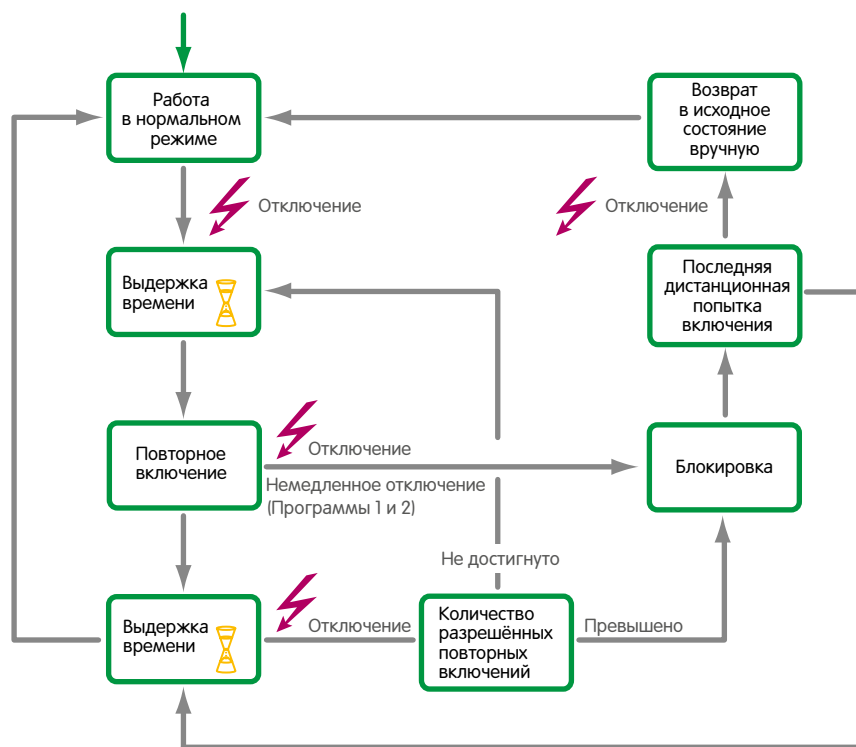 Работа
в нормальном
режиме
Возврат
в исходное
состояние
вручную
Отключение
Отключение
Выдержка
времени
Последняя
дистанционная
попытка
включения
Повторное
включение
Отключение
Немедленное отключение
(Программы 1 и 2)
Блокировка
Не достигнуто
Выдержка
времени
Отключение
Количество
разрешённых
повторных
включений
Превышено